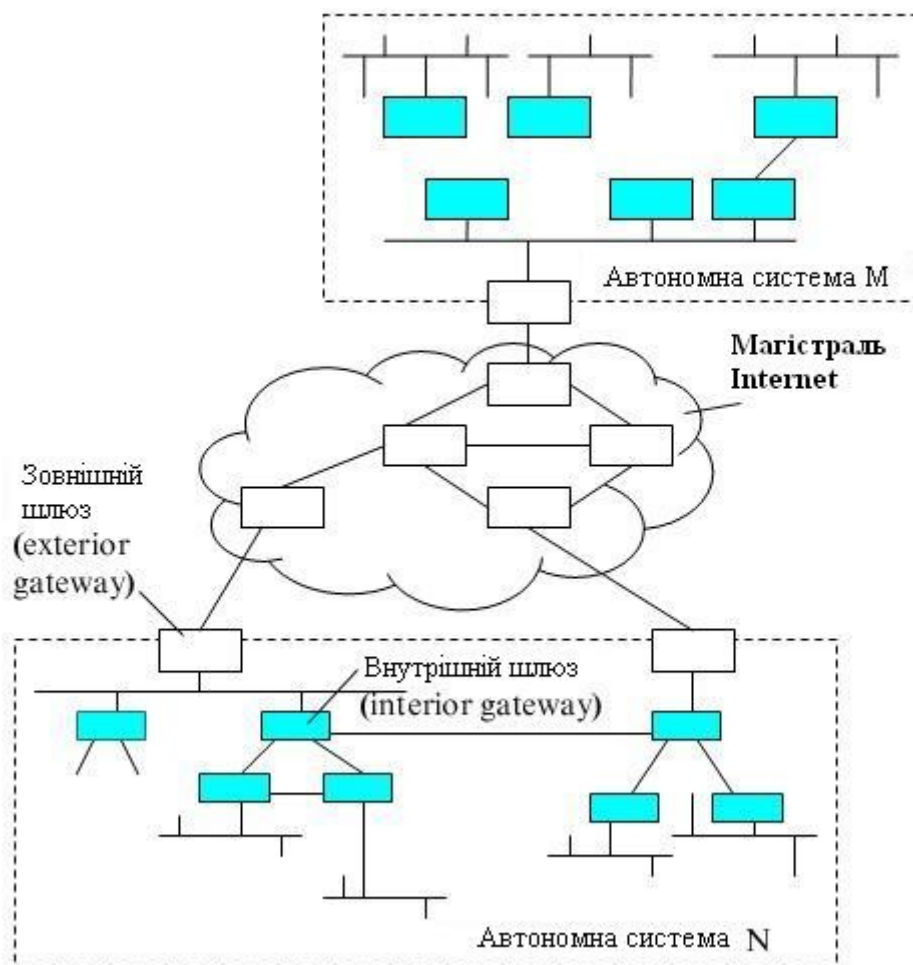 Автономна система M
Магістраль
Internet
Зовнішній
шлюз
(exterior
gateway)
Внутрішній шлюз
(interior gateway)
Автономна система N